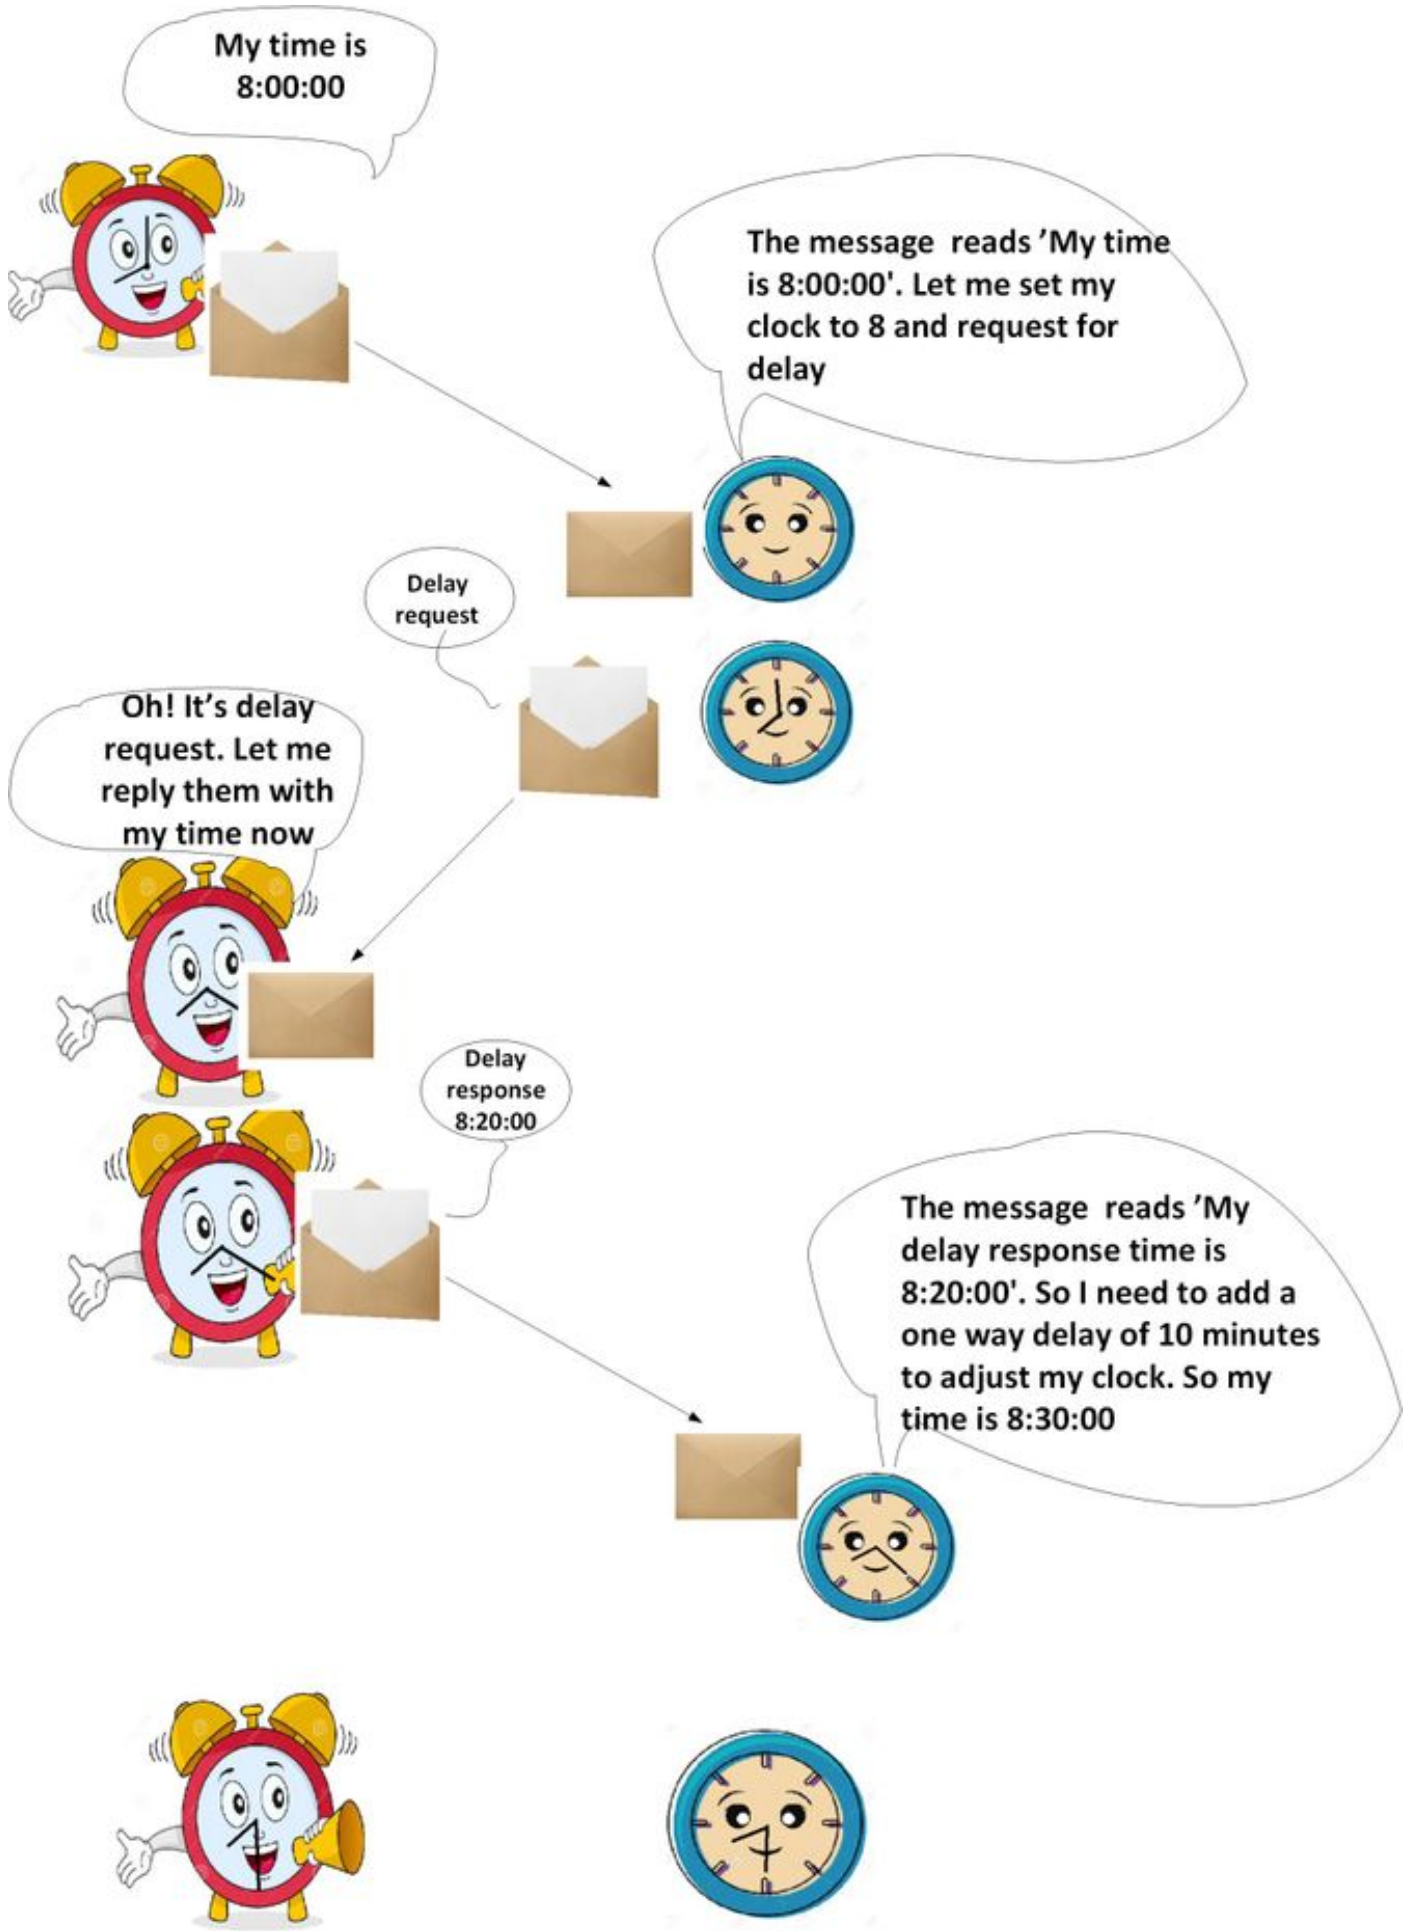 My time is
8:00:00
The message  reads ’My time
is 8:00:00'. Let me set my
clock to 8 and request for
delay
Delay
request
Oh! It’s delay
request. Let me
reply them with
my time now
Delay
response
8:20:00
The message  reads ’My
delay response time is
8:20:00'. So I need to add a
one way delay of 10 minutes
to adjust my clock. So my
time is 8:30:00